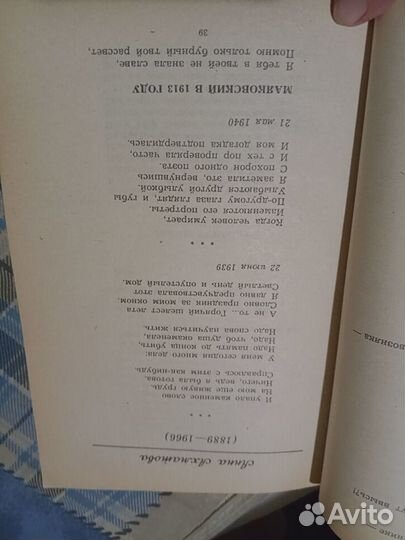 Анна Ахматова
(1889—1966)
* * *
И упало каменное слово
На мою еще живую грудь.
Ничего, ведь я была готова.
Справлюсь с этим как-нибудь.
У меня сегодня много дела:
Надо память до конца убить,
Надо, чтоб душа окаменела,
Надо снова научиться жить.
А не то... Горячий шелест лета
Словно праздник за моим окном.
Я давно предчувствовала этот
Светлый день и опустелый дом.
22 июня 1939
* * *
Когда человек умирает,
Изменяются его портреты.
По-другому глаза глядят, и губы
Улыбаются другой улыбкой.
Я заметила это, вернувшись
С похорон одного поэта.
И с тех пор проверяла часто,
И моя догадка подтвердилась.
21 мая 1940
МАЯКОВСКИЙ В 1913 ГОДУ
Я тебя в твоей не знала славе,
Помню только бурный твой рассвет,
39
возника —
ут ввысь?!
нике —
Avito